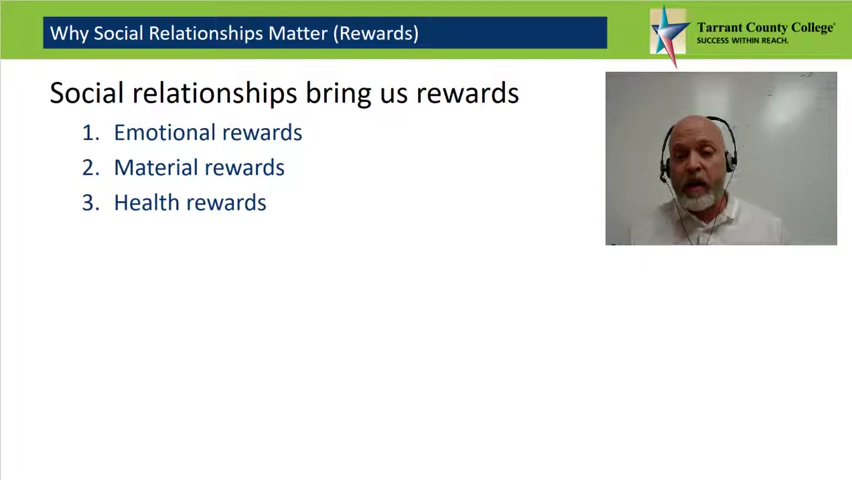 Why Social Relationships Matter (Rewards)
Tarrant County College®
SUCCESS WITHIN REACH.
Social relationships bring us rewards
1. Emotional rewards
2. Material rewards
3. Health rewards